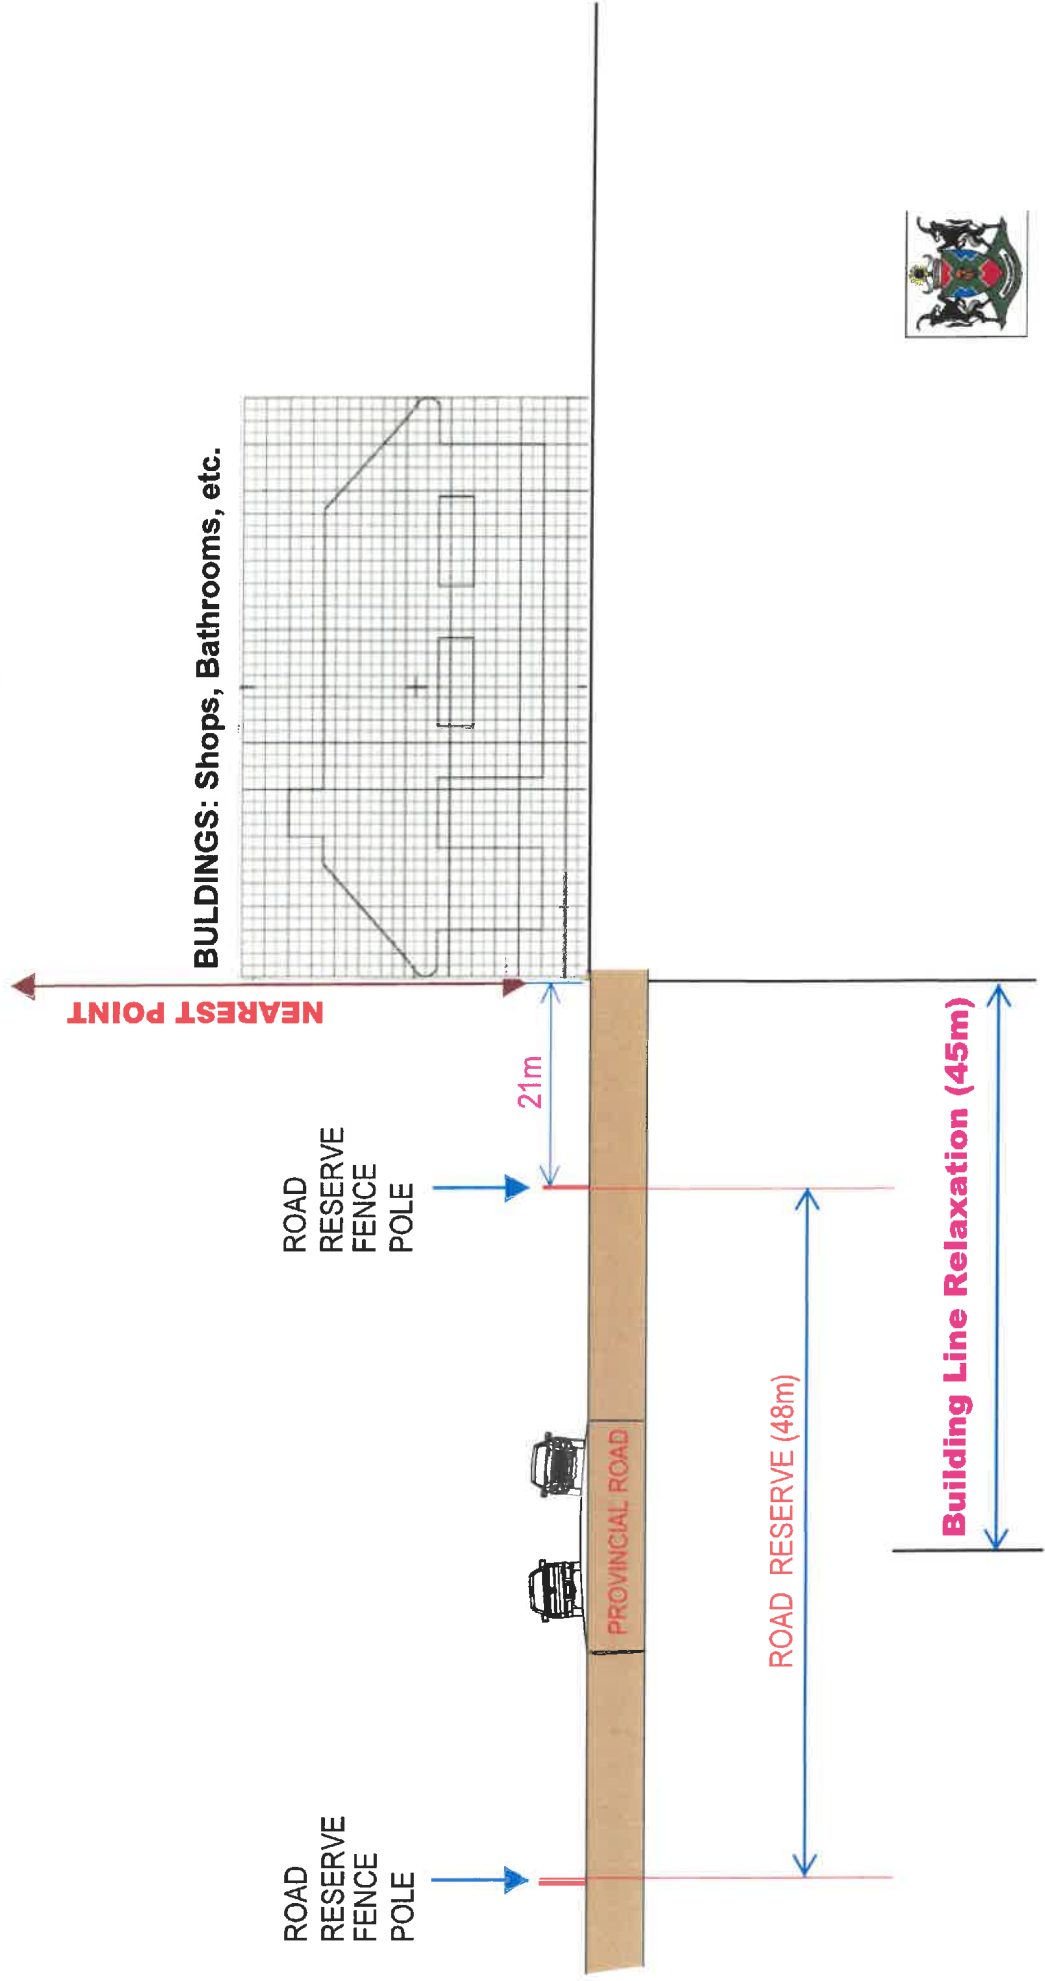 BULDINGS: Shops, Bathrooms, etc.
NEAREST POINT
ROAD
RESERVE
FENCE
POLE
ROAD
RESERVE
FENCE
POLE
21m
PROVINCIAL ROAD
ROAD RESERVE (48m)
Building Line Relaxation (45m)